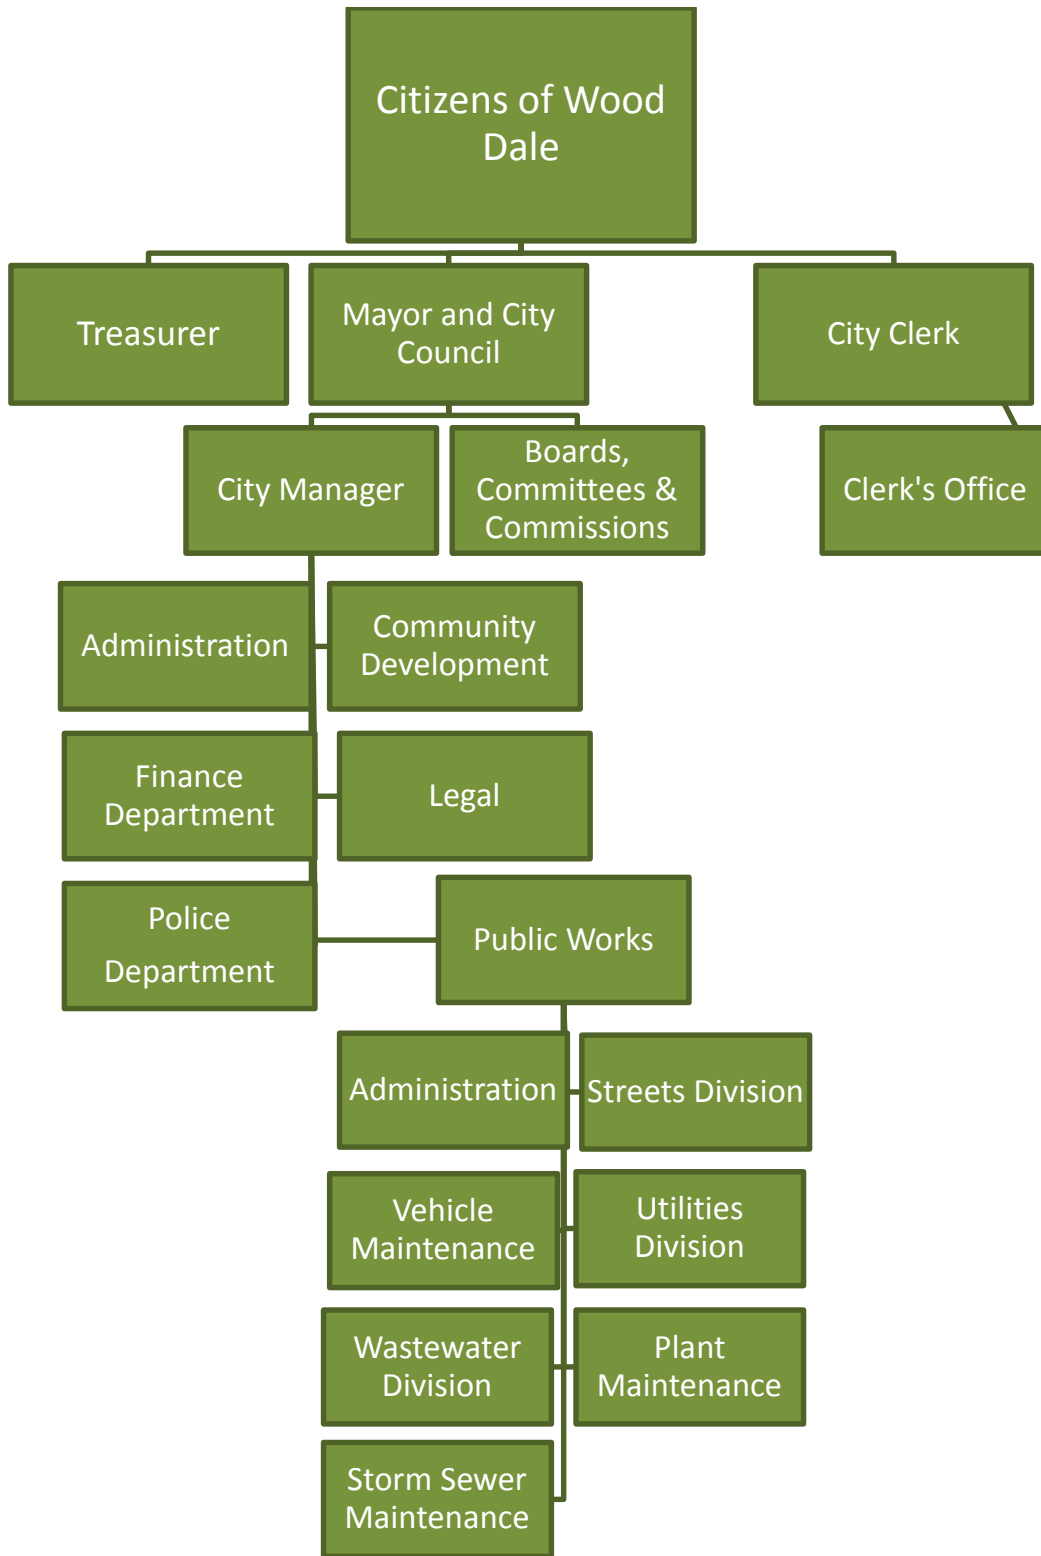 Citizens of Wood
Dale
Treasurer
Mayor and City
Council
City Clerk
City Manager
Boards,
Committees &
Commissions
Clerk's Office
Administration
Community
Development
Finance
Department
Legal
Police
Department
Public Works
Administration
Streets Division
Vehicle
Maintenance
Utilities
Division
Wastewater
Division
Plant
Maintenance
Storm Sewer
Maintenance